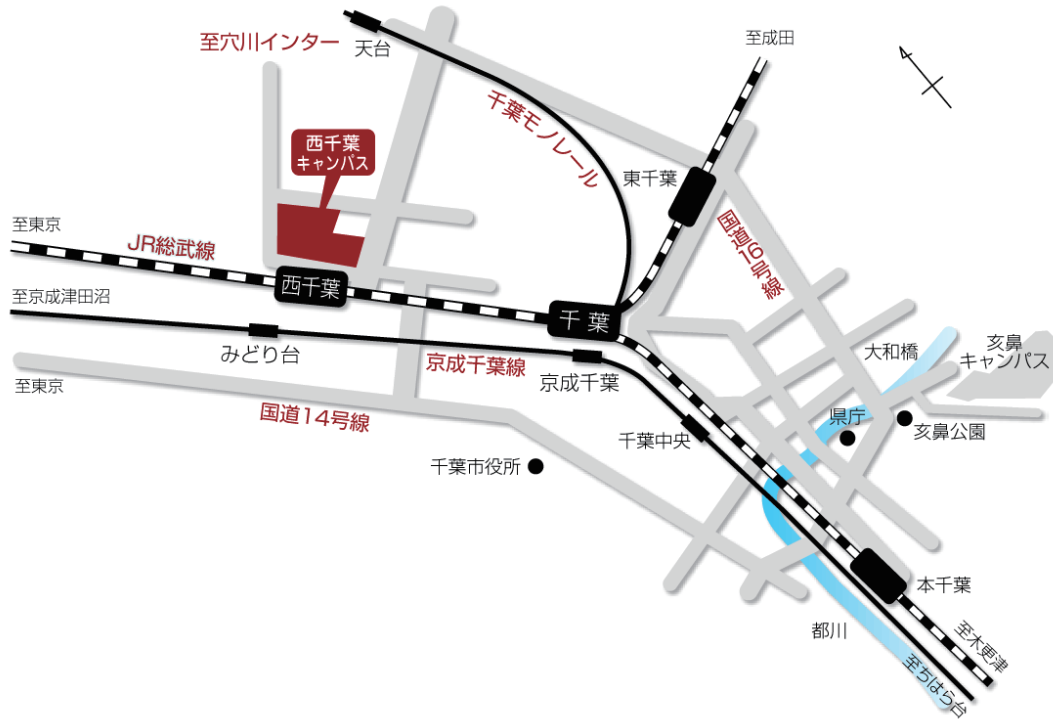 至穴川インター
天台
至成田
千葉モノレール
西千葉
キャンパス
東千葉
国道16号線
至東京
JR総武線
西千葉
千葉
至京成津田沼
みどり台
京成千葉線
京成千葉
至東京
国道14号線
大和橋
亥鼻
キャンパス
県庁
亥鼻公園
千葉中央
千葉市役所
本千葉
都川
至木更津
至ちはら台